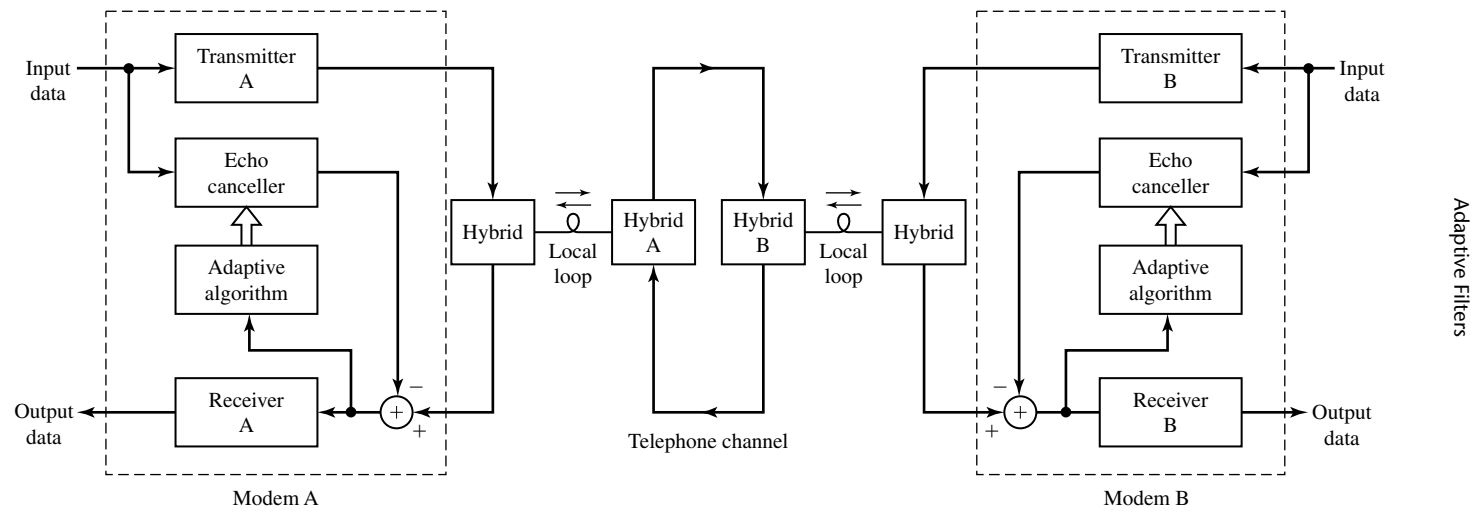 Input
data
Transmitter
A
Echo
canceller
Adaptive
algorithm
Output
data
Receiver
A
−
+
+
Modem A
Hybrid
Local
loop
Hybrid
A
Telephone channel
Hybrid
B
Local
loop
Hybrid
Transmitter
B
Input
data
Echo
canceller
Adaptive
algorithm
−
+
+
Receiver
B
Output
data
Modem B
Adaptive Filters